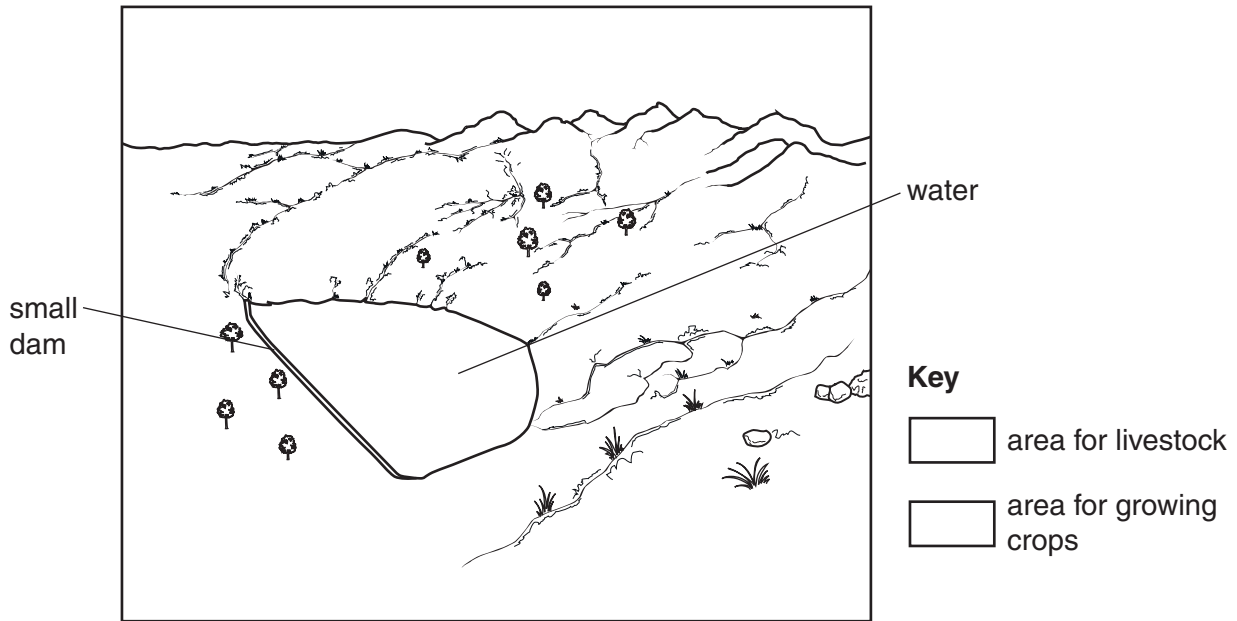 small
dam
water
Key
area for livestock
area for growing
crops